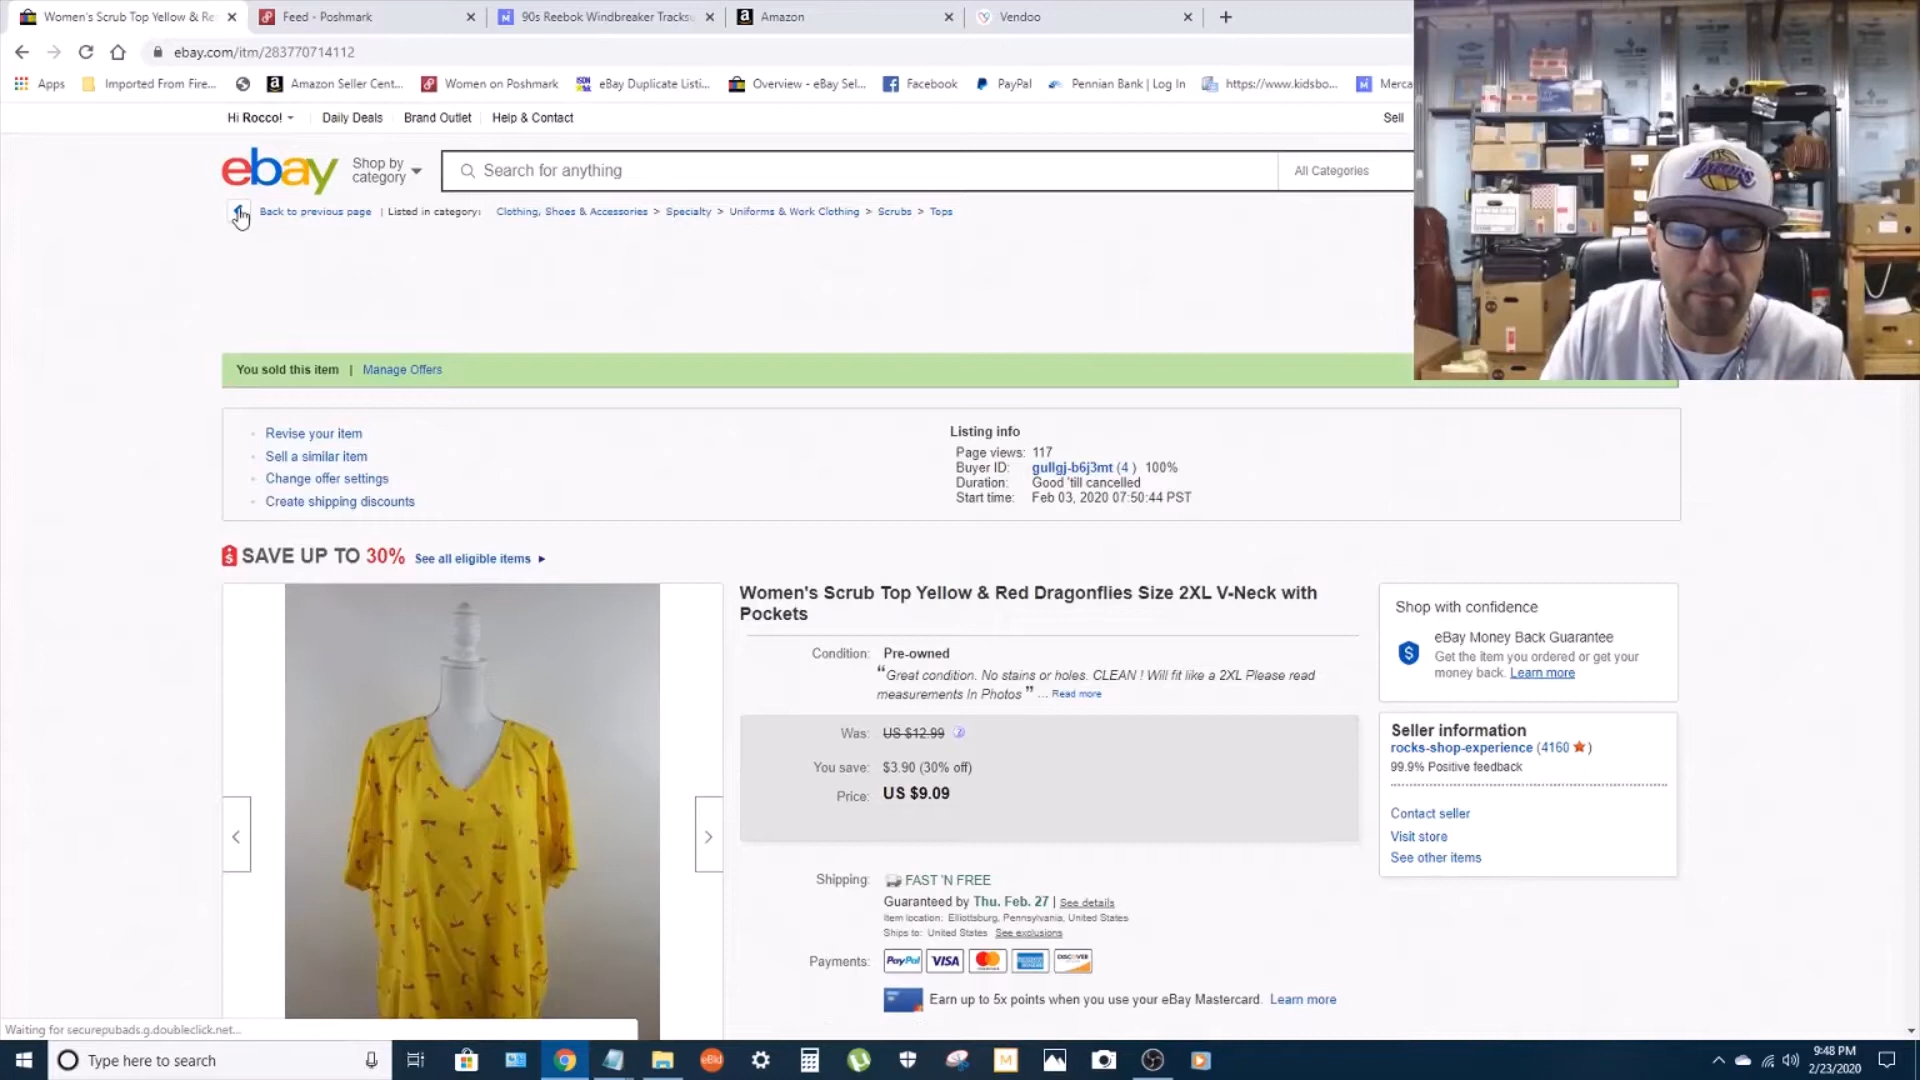 Women's Scrub Top Yellow & Re
Feed - Poshmark
90s Reebok Windbreaker Tracksu
Amazon
Vendoo
ebay.com/itm/283770714112
Apps
Imported From Fire...
Amazon Seller Cent...
Women on Poshmark
eBay Duplicate Listi...
Overview - eBay Sel...
Facebook
PayPal
Pennian Bank | Log In
https://www.kidsbo...
Merca
Hi Rocco!
Daily Deals
Brand Outlet
Help & Contact
Sell
ebay
Shop by
category
Search for anything
All Categories
Back to previous page | Listed in category: Clothing, Shoes & Accessories > Specialty > Uniforms & Work Clothing > Scrubs > Tops
You sold this item | Manage Offers
Revise your item
Sell a similar item
Change offer settings
Create shipping discounts
Listing info
Page views: 117
Buyer ID: gullgj-b6j3mt (4 ) 100%
Duration: Good 'till cancelled
Start time: Feb 03, 2020 07:50:44 PST
SAVE UP TO 30% See all eligible items
Women's Scrub Top Yellow & Red Dragonflies Size 2XL V-Neck with
Pockets
Condition: Pre-owned
“Great condition. No stains or holes. CLEAN ! Will fit like a 2XL Please read
measurements In Photos ” ... Read more
Was: US $12.99
You save: $3.90 (30% off)
Price: US $9.09
Shipping: FAST 'N FREE
Guaranteed by Thu. Feb. 27 | See details
Item location: Elliottsburg, Pennsylvania, United States
Ships to: United States See exclusions
Payments: PayPal VISA MasterCard DISCOVER
Earn up to 5x points when you use your eBay Mastercard. Learn more
Shop with confidence
eBay Money Back Guarantee
Get the item you ordered or get your
money back. Learn more
Seller information
rocks-shop-experience (4160 )
99.9% Positive feedback
Contact seller
Visit store
See other items
Waiting for securepubads.g.doubleclick.net...
Type here to search
eBid
M
9:48 PM
2/23/2020
LAKERS